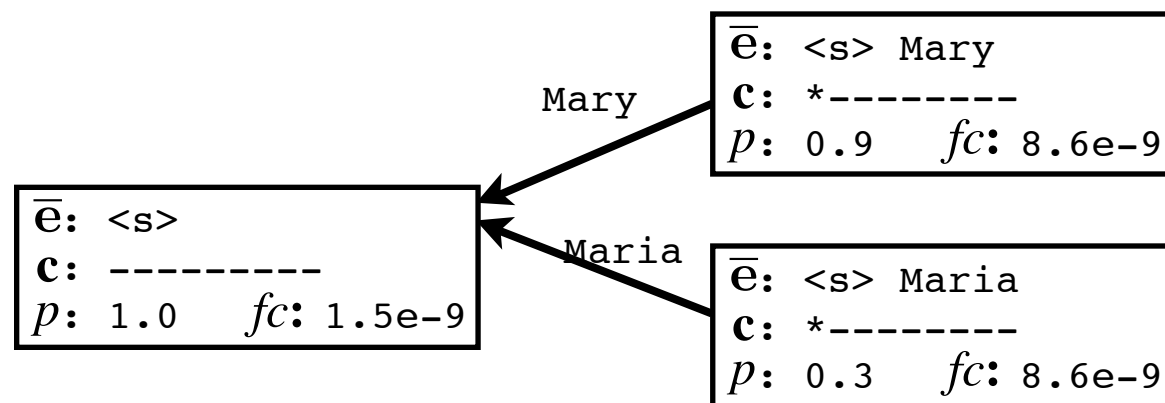 e̅: <s> Mary
c: *--------
p: 0.9 fc: 8.6e-9
Mary
e̅: <s>
c: ---------
p: 1.0 fc: 1.5e-9
Maria
e̅: <s> Maria
c: *--------
p: 0.3 fc: 8.6e-9